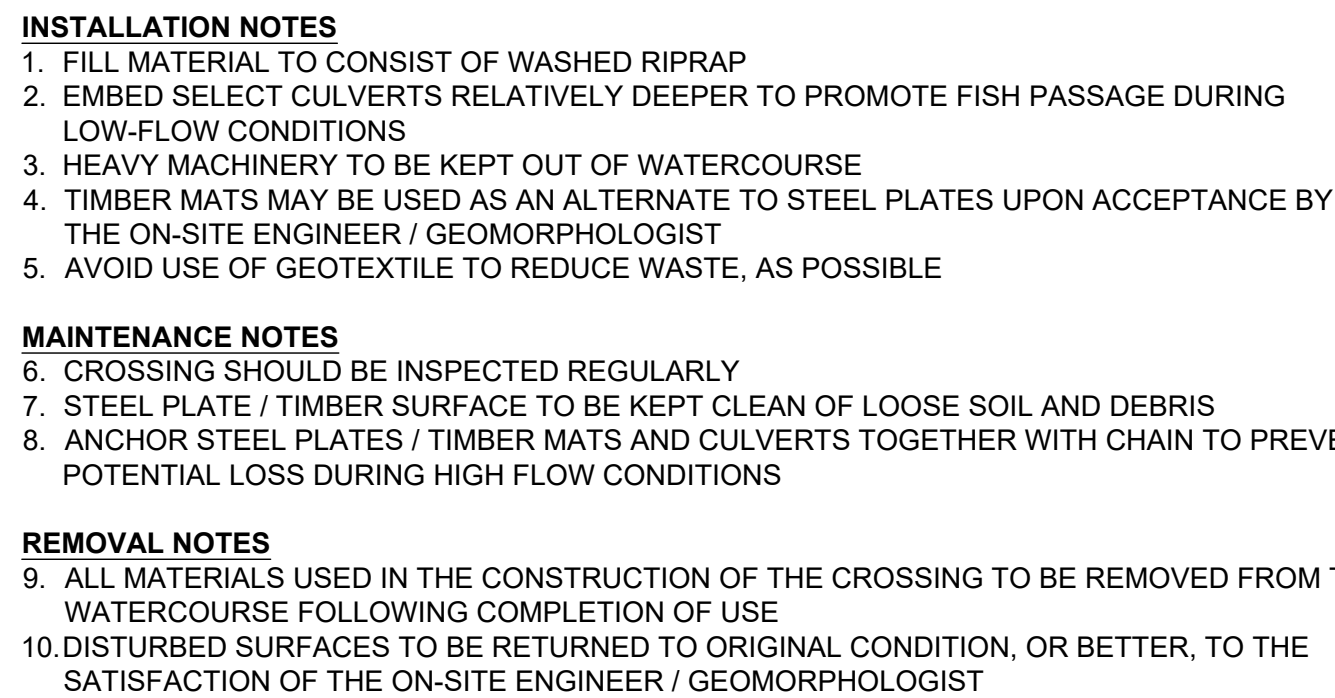 INSTALLATION NOTES
1. FILL MATERIAL TO CONSIST OF WASHED RIPRAP
2. EMBED SELECT CULVERTS RELATIVELY DEEPER TO PROMOTE FISH PASSAGE DURING
LOW-FLOW CONDITIONS
3. HEAVY MACHINERY TO BE KEPT OUT OF WATERCOURSE
4. TIMBER MATS MAY BE USED AS AN ALTERNATE TO STEEL PLATES UPON ACCEPTANCE BY
THE ON-SITE ENGINEER / GEOMORPHOLOGIST
5. AVOID USE OF GEOTEXTILE TO REDUCE WASTE, AS POSSIBLE
MAINTENANCE NOTES
6. CROSSING SHOULD BE INSPECTED REGULARLY
7. STEEL PLATE / TIMBER SURFACE TO BE KEPT CLEAN OF LOOSE SOIL AND DEBRIS
8. ANCHOR STEEL PLATES / TIMBER MATS AND CULVERTS TOGETHER WITH CHAIN TO
POTENTIAL LOSS DURING HIGH FLOW CONDITIONS
REMOVAL NOTES
9. ALL MATERIALS USED IN THE CONSTRUCTION OF THE CROSSING TO BE REMOVED FROM
WATERCOURSE FOLLOWING COMPLETION OF USE
10.DISTURBED SURFACES TO BE RETURNED TO ORIGINAL CONDITION, OR BETTER, TO THE
SATISFACTION OF THE ON-SITE ENGINEER / GEOMORPHOLOGIST